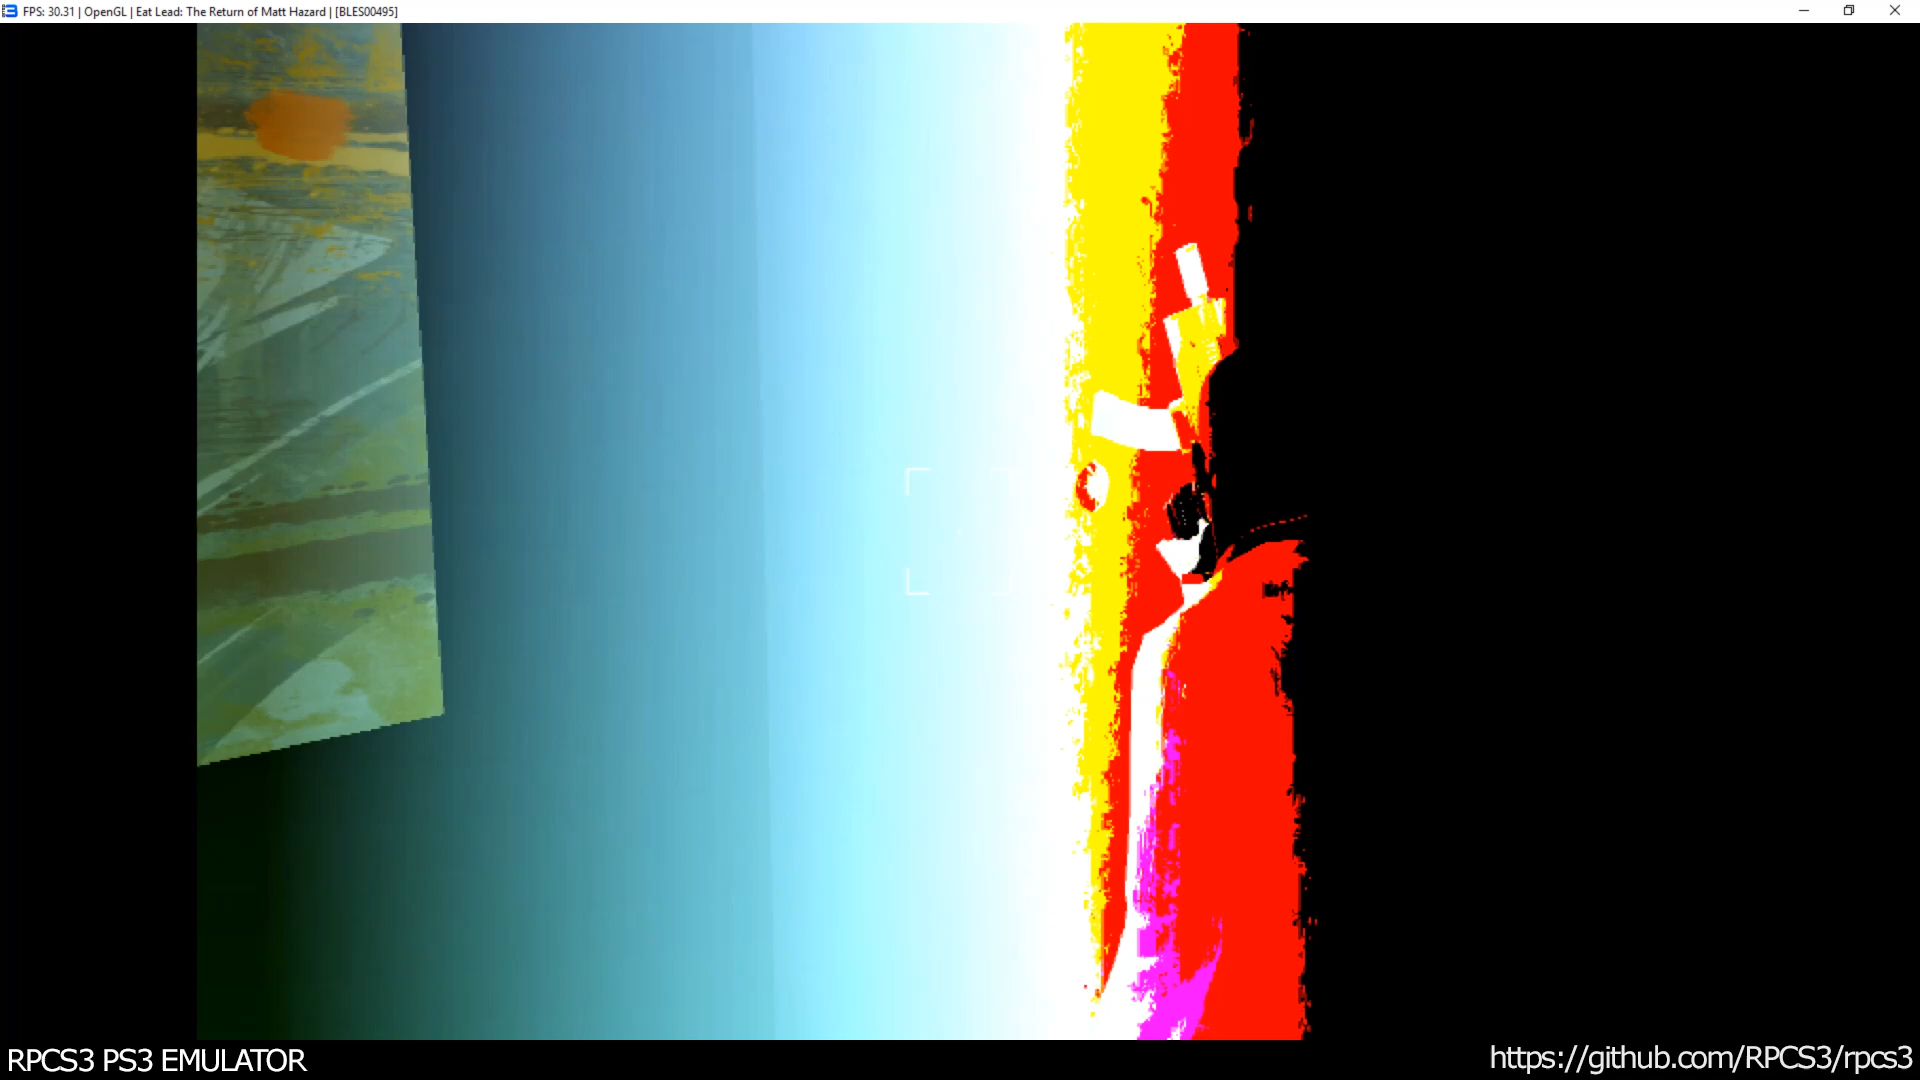 FPS: 30.31 | OpenGL | Eat Lead: The Return of Matt Hazard | [BLES00495]
RPCS3 PS3 EMULATOR
https://github.com/RPCS3/rpcs3